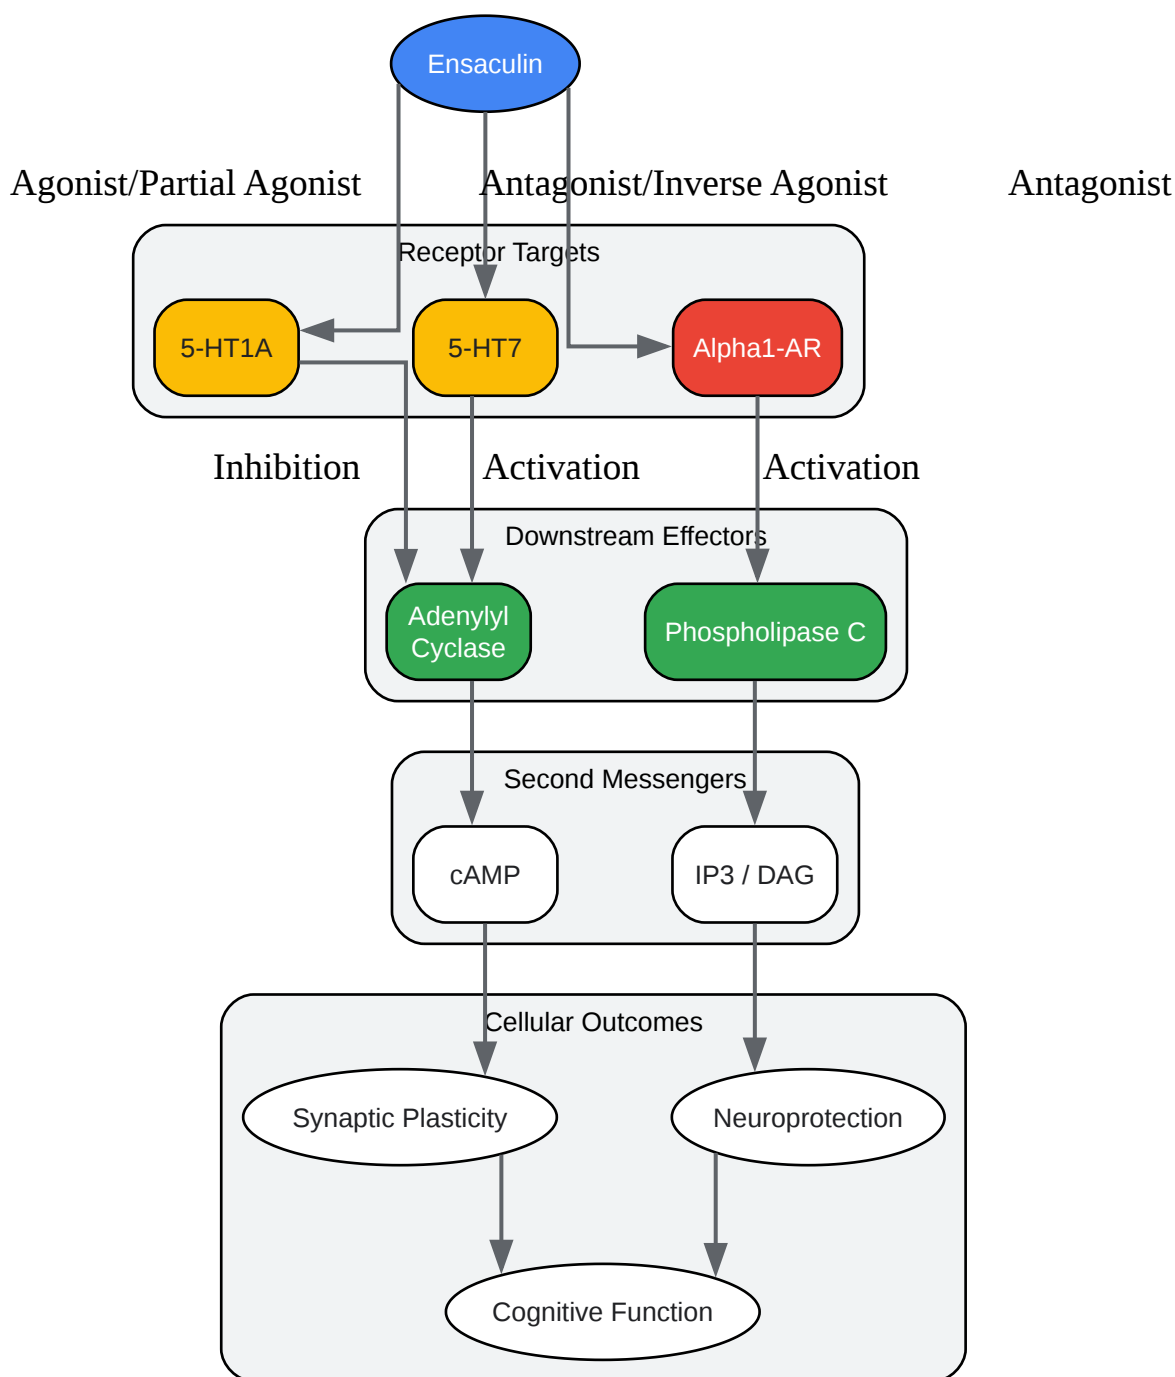 Ensaculin
Agonist/Partial Agonist
Antagonist/Inverse Agonist
Antagonist
Receptor Targets
5-HT1A
5-HT7
Alpha1-AR
Inhibition
Activation
Activation
Downstream Effectors
Adenylyl
Cyclase
Phospholipase C
Second Messengers
cAMP
IP3 / DAG
Cellular Outcomes
Synaptic Plasticity
Neuroprotection
Cognitive Function